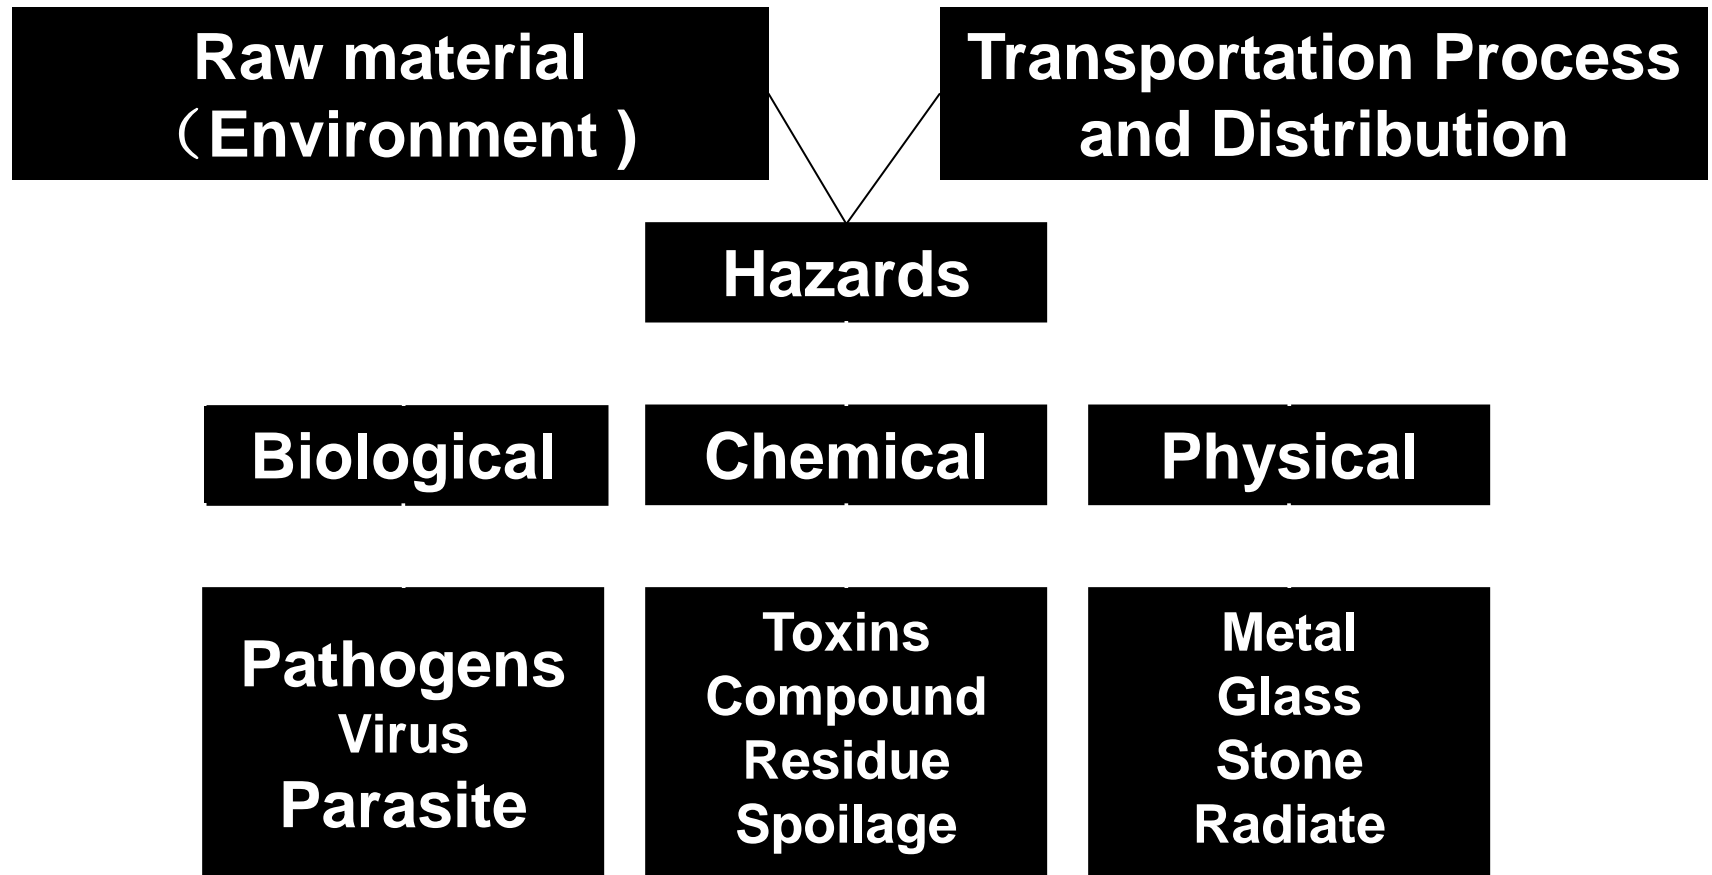 Raw material
（Environment )
Transportation Process
and Distribution
Hazards
Biological
Chemical
Physical
Pathogens
Virus
Parasite
Toxins
Compound
Residue
Spoilage
Metal
Glass
Stone
Radiate